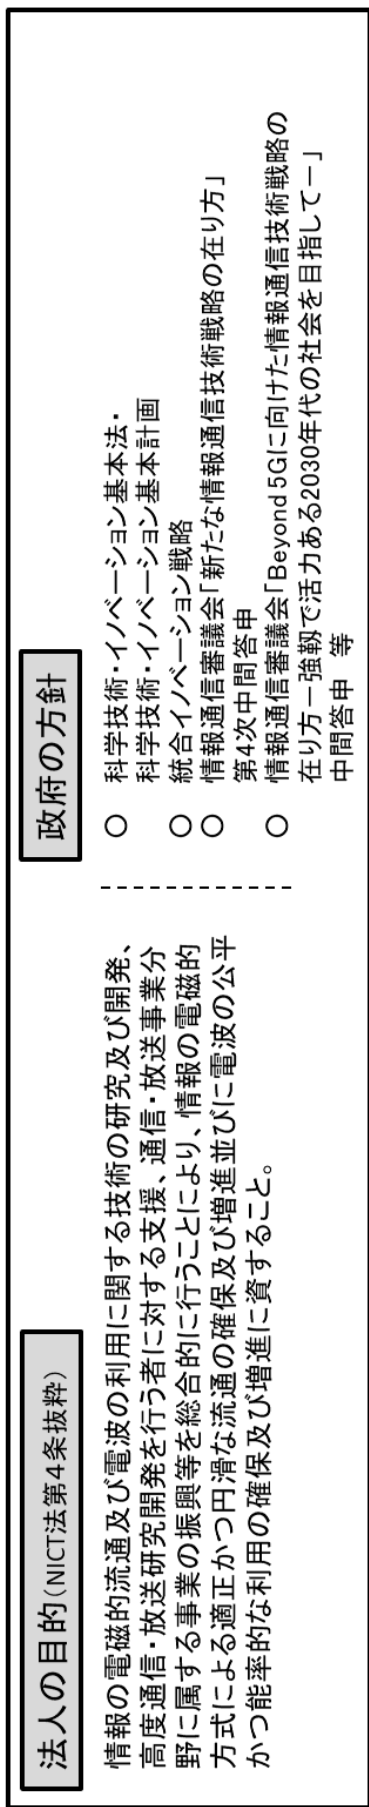 法人の目的（NICT法第4条抜粋）
情報の電磁的流通及び電波の利用に関する技術の研究及び開発、
高度通信・放送研究開発を行う者に対する支援、通信・放送事業分
野に属する事業の振興等を総合的に行うことにより、情報の電磁的
方式による適正かつ円滑な流通の確保及び増進並びに電波の公平
かつ能率的な利用の確保及び増進に資すること。
政府の方針
○ 科学技術・イノベーション基本法・
科学技術・イノベーション基本計画
○ 統合イノベーション戦略
○ 情報通信審議会「新たな情報通信技術戦略の在り方」
第4次中間答申
○ 情報通信審議会「Beyond 5Gに向けた情報通信技術戦略の
在り方－強靱で活力ある2030年代の社会を目指して－」
中間答申 等